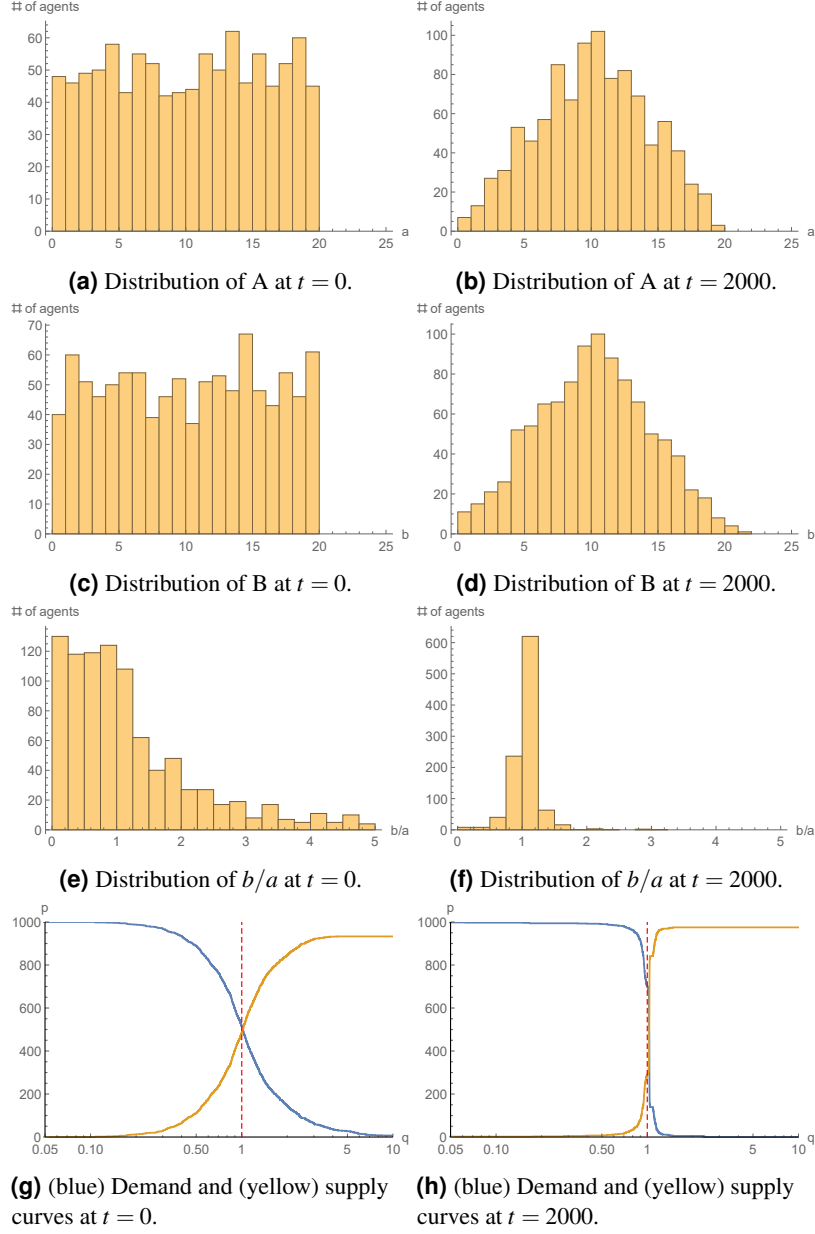 # of agents
60
50
40
30
20
10
0
0 5 10 15 20 25 a
(a) Distribution of A at t = 0.
# of agents
100
80
60
40
20
0
0 5 10 15 20 25 a
(b) Distribution of A at t = 2000.
# of agents
70
60
50
40
30
20
10
0
0 5 10 15 20 25 b
(c) Distribution of B at t = 0.
# of agents
100
80
60
40
20
0
0 5 10 15 20 25 b
(d) Distribution of B at t = 2000.
# of agents
120
100
80
60
40
20
0
0 1 2 3 4 5 b/a
(e) Distribution of b/a at t = 0.
# of agents
600
500
400
300
200
100
0
0 1 2 3 4 5 b/a
(f) Distribution of b/a at t = 2000.
p
1000
800
600
400
200
0
0.05 0.10 0.50 1 5 10 q
(g) (blue) Demand and (yellow) supply
curves at t = 0.
p
1000
800
600
400
200
0
0.05 0.10 0.50 1 5 10 q
(h) (blue) Demand and (yellow) supply
curves at t = 2000.